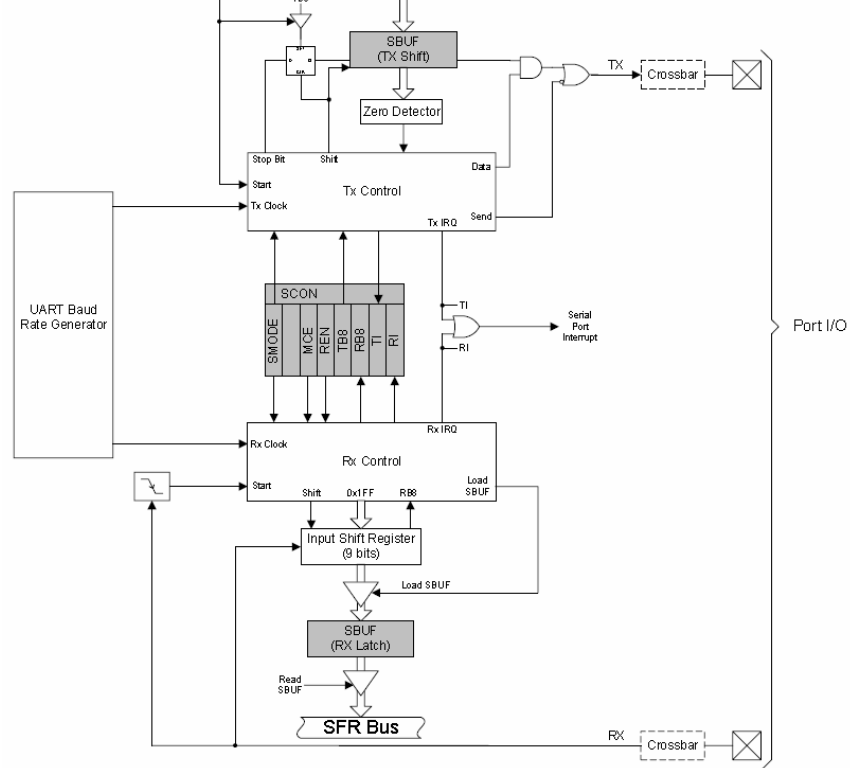 SBUF
(TX Shift)
TX
Crossbar
Zero Detector
Stop Bit
Shift
Data
Start
Tx Control
Tx Clock
Send
Tx IRQ
UART Baud
Rate Generator
SCON
SMODE
MCE
REN
TB8
RB8
TI
RI
TI
RI
Serial
Port
Interrupt
Port I/O
Rx IRQ
Rx Clock
Rx Control
Start
Load
SBUF
Shift
0x1FF
RB8
Input Shift Register
(9 bits)
Load SBUF
SBUF
(RX Latch)
Read
SBUF
SFR Bus
RX
Crossbar